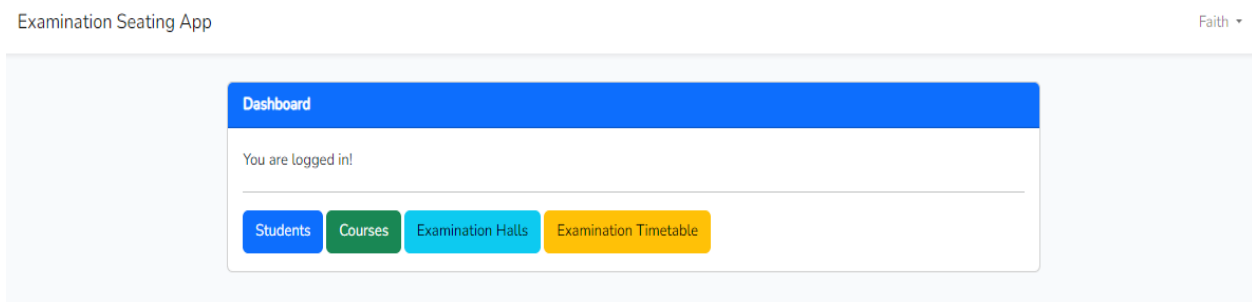 Examination Seating App Faith
Dashboard
You are logged in!
Students Courses Examination Halls Examination Timetable